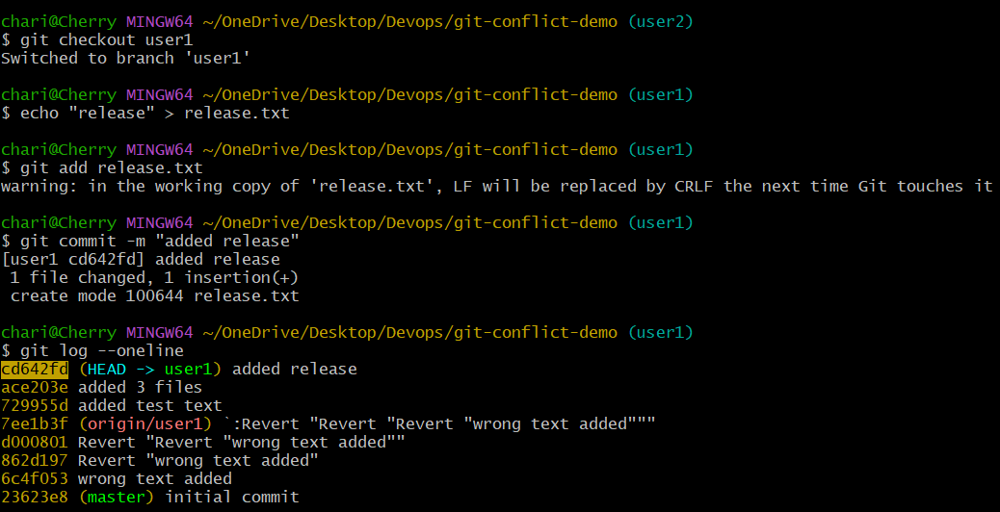 chari@Cherry MINGW64 ~/OneDrive/Desktop/Devops/git-conflict-demo (user2)
$ git checkout user1
Switched to branch 'user1'
chari@Cherry MINGW64 ~/OneDrive/Desktop/Devops/git-conflict-demo (user1)
$ echo "release" > release.txt
chari@Cherry MINGW64 ~/OneDrive/Desktop/Devops/git-conflict-demo (user1)
$ git add release.txt
warning: in the working copy of 'release.txt', LF will be replaced by CRLF the next time Git touches it
chari@Cherry MINGW64 ~/OneDrive/Desktop/Devops/git-conflict-demo (user1)
$ git commit -m "added release"
[user1 cd642fd] added release
 1 file changed, 1 insertion(+)
 create mode 100644 release.txt
chari@Cherry MINGW64 ~/OneDrive/Desktop/Devops/git-conflict-demo (user1)
$ git log --oneline
cd642fd (HEAD -> user1) added release
ace203e added 3 files
729955d added test text
7ee1b3f (origin/user1) `:Revert "Revert "Revert "wrong text added"""
d000801 Revert "Revert "wrong text added""
862d197 Revert "wrong text added"
6c4f053 wrong text added
23623e8 (master) initial commit